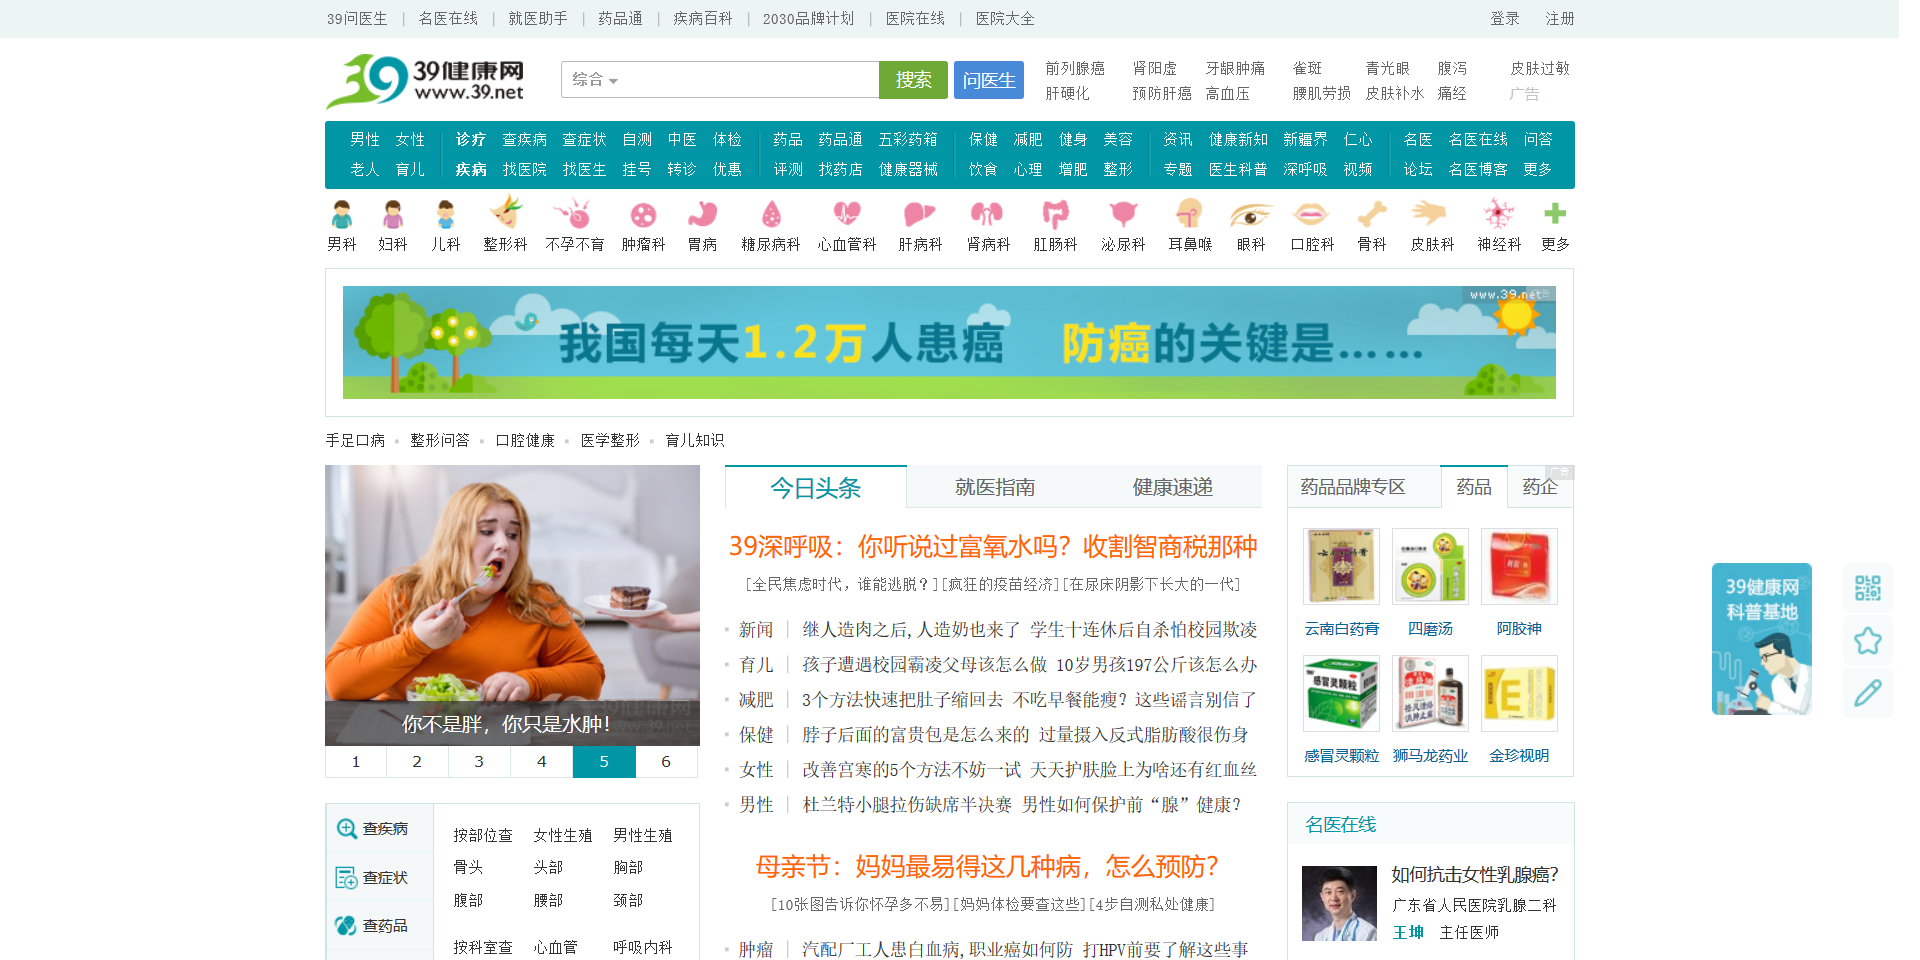 39问医生 | 名医在线 | 就医助手 | 药品通 | 疾病百科 | 2030品牌计划 | 医院在线 | 医院大全 登录 注册
39健康网
www.39.net
综合 搜索 问医生
前列腺癌 肾阳虚 牙龈肿痛 雀斑 青光眼 腹泻 皮肤过敏
肝硬化 预防肝癌 高血压 腰肌劳损 皮肤补水 痛经 广告
男性 女性 诊疗 查疾病 查症状 自测 中医 体检 药品 药品通 五彩药箱 保健 减肥 健身 美容 资讯 健康新知 新疆界 仁心 名医 名医在线 问答
老人 育儿 疾病 找医院 找医生 挂号 转诊 优惠 评测 找药店 健康器械 饮食 心理 增肥 整形 专题 医生科普 深呼吸 视频 论坛 名医博客 更多
男科 妇科 儿科 整形科 不孕不育 肿瘤科 胃病 糖尿病科 心血管科 肝病科 肾病科 肛肠科 泌尿科 耳鼻喉 眼科 口腔科 骨科 皮肤科 神经科 更多
www.39.net 广告
我国每天1.2万人患癌 防癌的关键是……
手足口病 整形问答 口腔健康 医学整形 育儿知识
你不是胖，你只是水肿！
39健康网
www.39.net
1 2 3 4 5 6
查疾病
查症状
查药品
按部位查 女性生殖 男性生殖
骨头 头部 胸部
腹部 腰部 颈部
按科室查 心血管 呼吸内科
今日头条 就医指南 健康速递
39深呼吸：你听说过富氧水吗？收割智商税那种
[全民焦虑时代，谁能逃脱？][疯狂的疫苗经济][在尿床阴影下长大的一代]
新闻 | 继人造肉之后,人造奶也来了 学生十连休后自杀怕校园欺凌
育儿 | 孩子遭遇校园霸凌父母该怎么做 10岁男孩197公斤该怎么办
减肥 | 3个方法快速把肚子缩回去 不吃早餐能瘦？这些谣言别信了
保健 | 脖子后面的富贵包是怎么来的 过量摄入反式脂肪酸很伤身
女性 | 改善宫寒的5个方法不妨一试 天天护肤脸上为啥还有红血丝
男性 | 杜兰特小腿拉伤缺席半决赛 男性如何保护前“腺”健康？
母亲节：妈妈最易得这几种病，怎么预防？
[10张图告诉你怀孕多不易][妈妈体检要查这些][4步自测私处健康]
肿瘤 | 汽配厂工人患白血病,职业癌如何防 打HPV前要了解这些事
药品品牌专区 药品 药企 广告
云南白药膏 四磨汤 阿胶神
感冒灵颗粒
E
感冒灵颗粒 狮马龙药业 金珍视明
名医在线
如何抗击女性乳腺癌？
广东省人民医院乳腺二科
王坤 主任医师
39健康网
科普基地